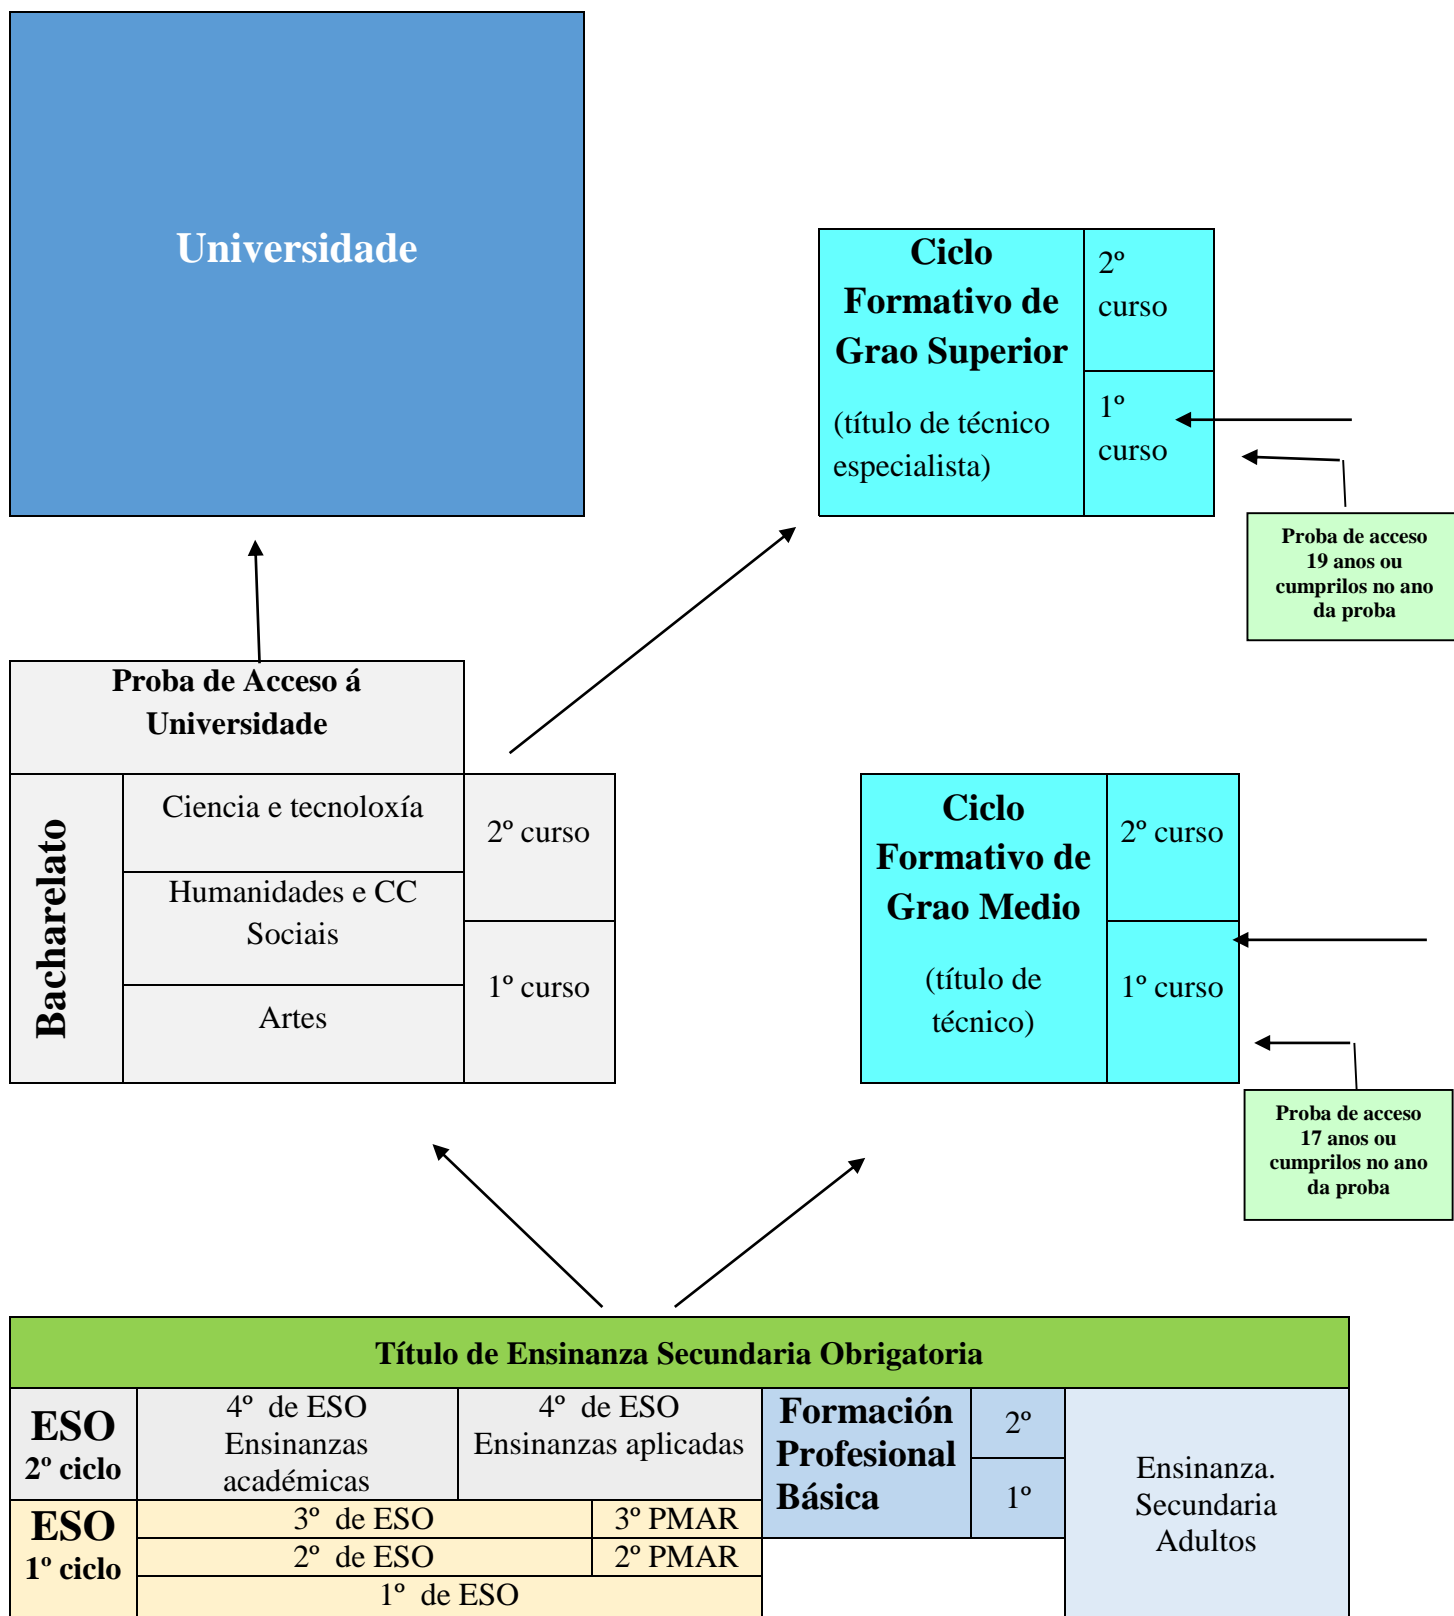 Universidade
Ciclo
Formativo de
Grao Superior
(título de técnico
especialista)
2º
curso
1º
curso
Proba de acceso
19 anos ou
cumprilos no ano
da proba
Proba de Acceso á
Universidade
Bacharelato
Ciencia e tecnoloxía
Humanidades e CC
Sociais
Artes
2º curso
1º curso
Ciclo
Formativo de
Grao Medio
(título de
técnico)
2º curso
1º curso
Proba de acceso
17 anos ou
cumprilos no ano
da proba
Título de Ensinanza Secundaria Obrigatoria
ESO
2º ciclo
4º de ESO
Ensinanzas
académicas
4º de ESO
Ensinanzas aplicadas
Formación
Profesional
Básica
2º
1º
Ensinanza.
Secundaria
Adultos
ESO
1º ciclo
3º de ESO
3º PMAR
2º de ESO
2º PMAR
1º de ESO